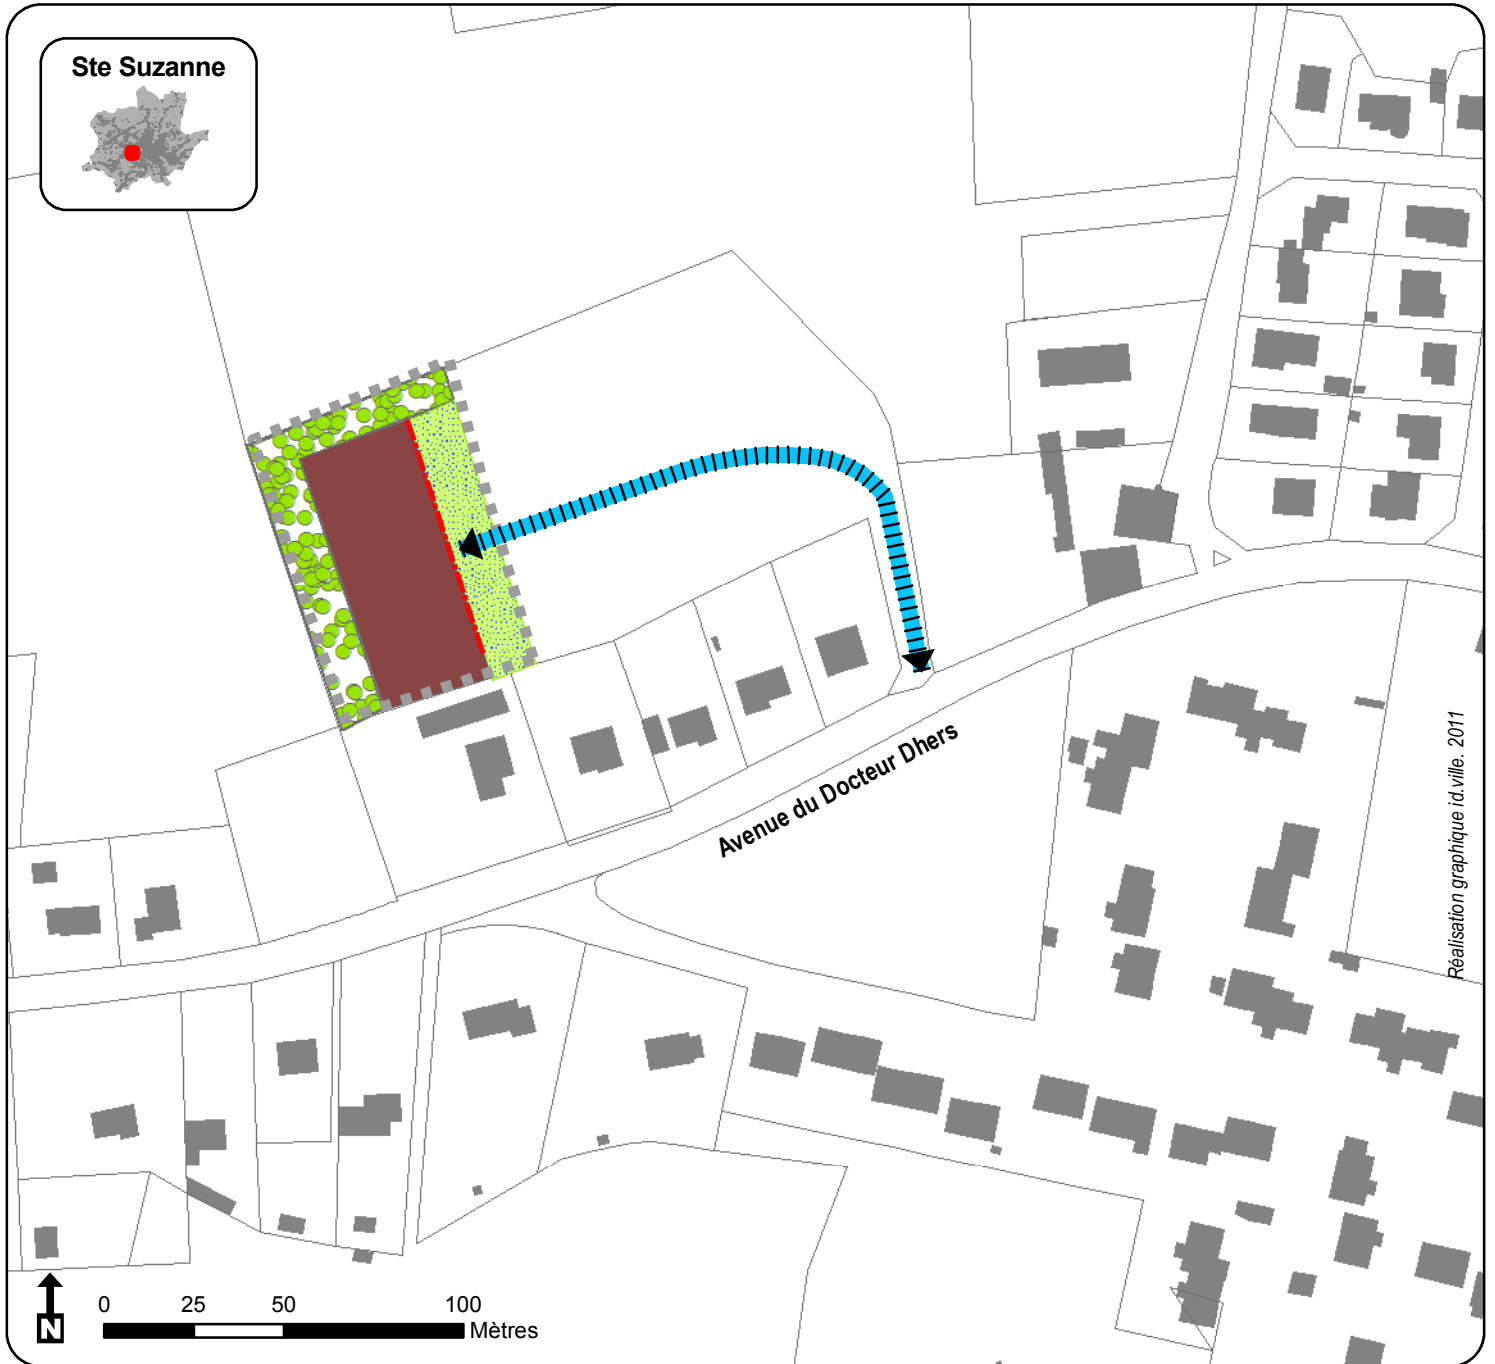 Ste Suzanne
Avenue du Docteur Dhers
Réalisation graphique id.ville. 2011
0 25 50 100
Mètres
N